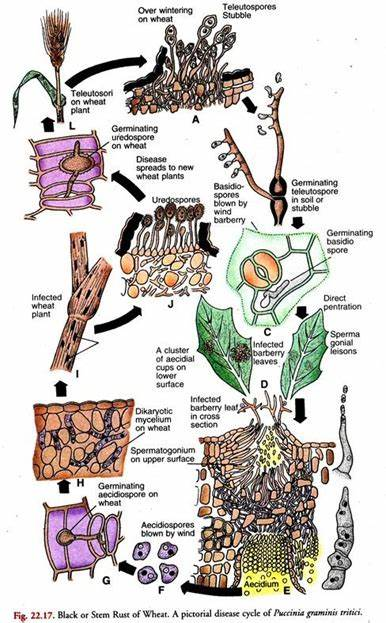 Over wintering
on wheat
Teleutospores
Stubble
Teleutosori
on wheat
plant
L
A
Germinating
uredospore
on wheat
Disease
spreads to new
wheat plants
Basidio-
spores
blown by
wind
barberry
Germinating
teleutospore
in soil or
stubble
Uredospores
Germinating
basidio
spore
J
C
Infected
wheat
plant
I
Direct
pentration
A cluster
of aecidial
cups on
lower
surface
Infected
barberry
leaves
Sperma
gonial
leisons
D
Infected
barberry leaf
in cross
section
Dikaryotic
mycelium
on wheat
Spermatogonium
on upper surface
H
Germinating
aecidiospore on
wheat
Aecidiospores
blown by wind
G
F
Aecidium
E
Fig. 22.17. Black or Stem Rust of Wheat. A pictorial disease cycle of Puccinia graminis tritici.